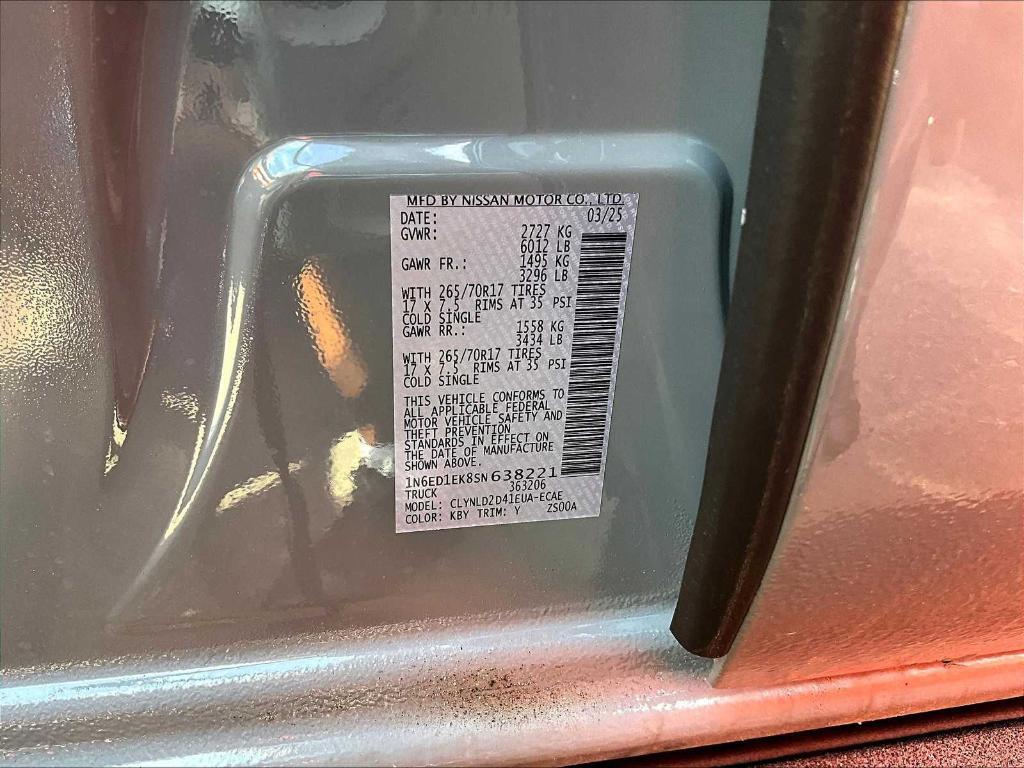 MFD BY NISSAN MOTOR CO., LTD.
DATE: 03/25
GVWR: 2727 KG
6012 LB
GAWR FR.: 1495 KG
3296 LB
WITH 265/70R17 TIRES
17 X 7.5 RIMS AT 35 PSI
COLD SINGLE
GAWR RR.: 1558 KG
3434 LB
WITH 265/70R17 TIRES
17 X 7.5 RIMS AT 35 PSI
COLD SINGLE
THIS VEHICLE CONFORMS TO
ALL APPLICABLE FEDERAL
MOTOR VEHICLE SAFETY AND
THEFT PREVENTION
STANDARDS IN EFFECT ON
THE DATE OF MANUFACTURE
SHOWN ABOVE.
1N6ED1EK8SN638221
TRUCK 363206
MODEL: CLYNLD2D41EUA-ECAE
COLOR: KBY TRIM: Y ZS00A